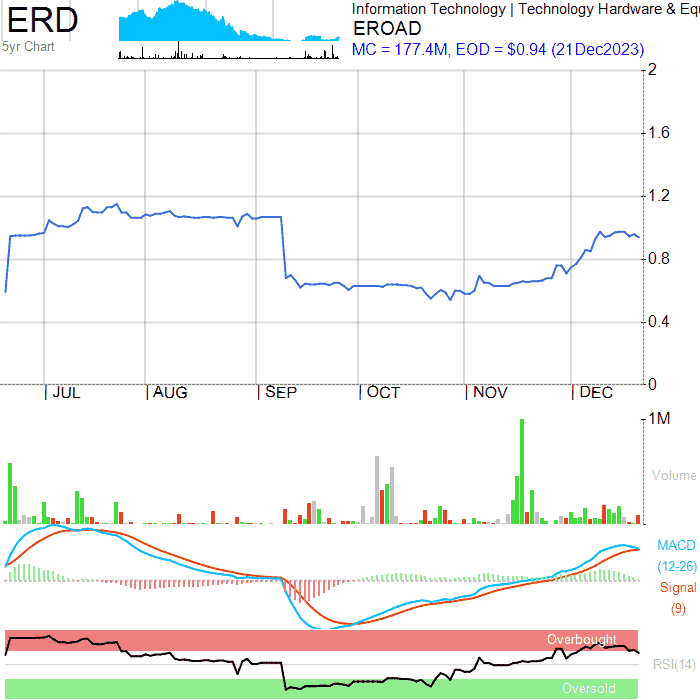 ERD
5yr Chart
Information Technology | Technology Hardware & Equ
EROAD
MC = 177.4M, EOD = $0.94 (21Dec2023)
2
1.6
1.2
0.8
0.4
0
JUL AUG SEP OCT NOV DEC
1M
Volume
MACD
(12-26)
Signal
(9)
Overbought
RSI(14)
Oversold